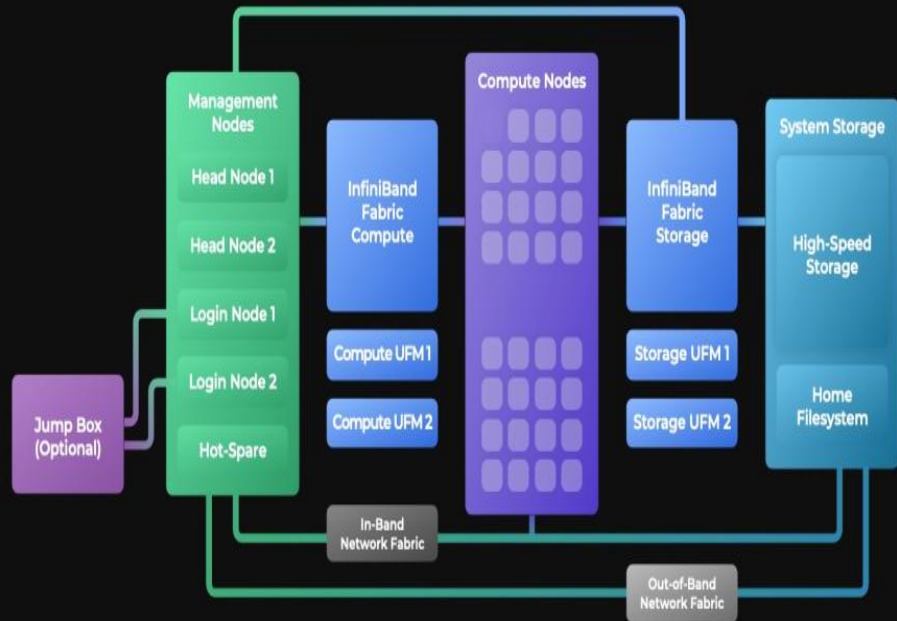 Management
Nodes
Head Node 1
Head Node 2
Login Node 1
Login Node 2
Hot-Spare
Jump Box
(Optional)
InfiniBand
Fabric
Compute
Compute UFM 1
Compute UFM 2
Compute Nodes
InfiniBand
Fabric
Storage
Storage UFM 1
Storage UFM 2
System Storage
High-Speed
Storage
Home
Filesystem
In-Band
Network Fabric
Out-of-Band
Network Fabric